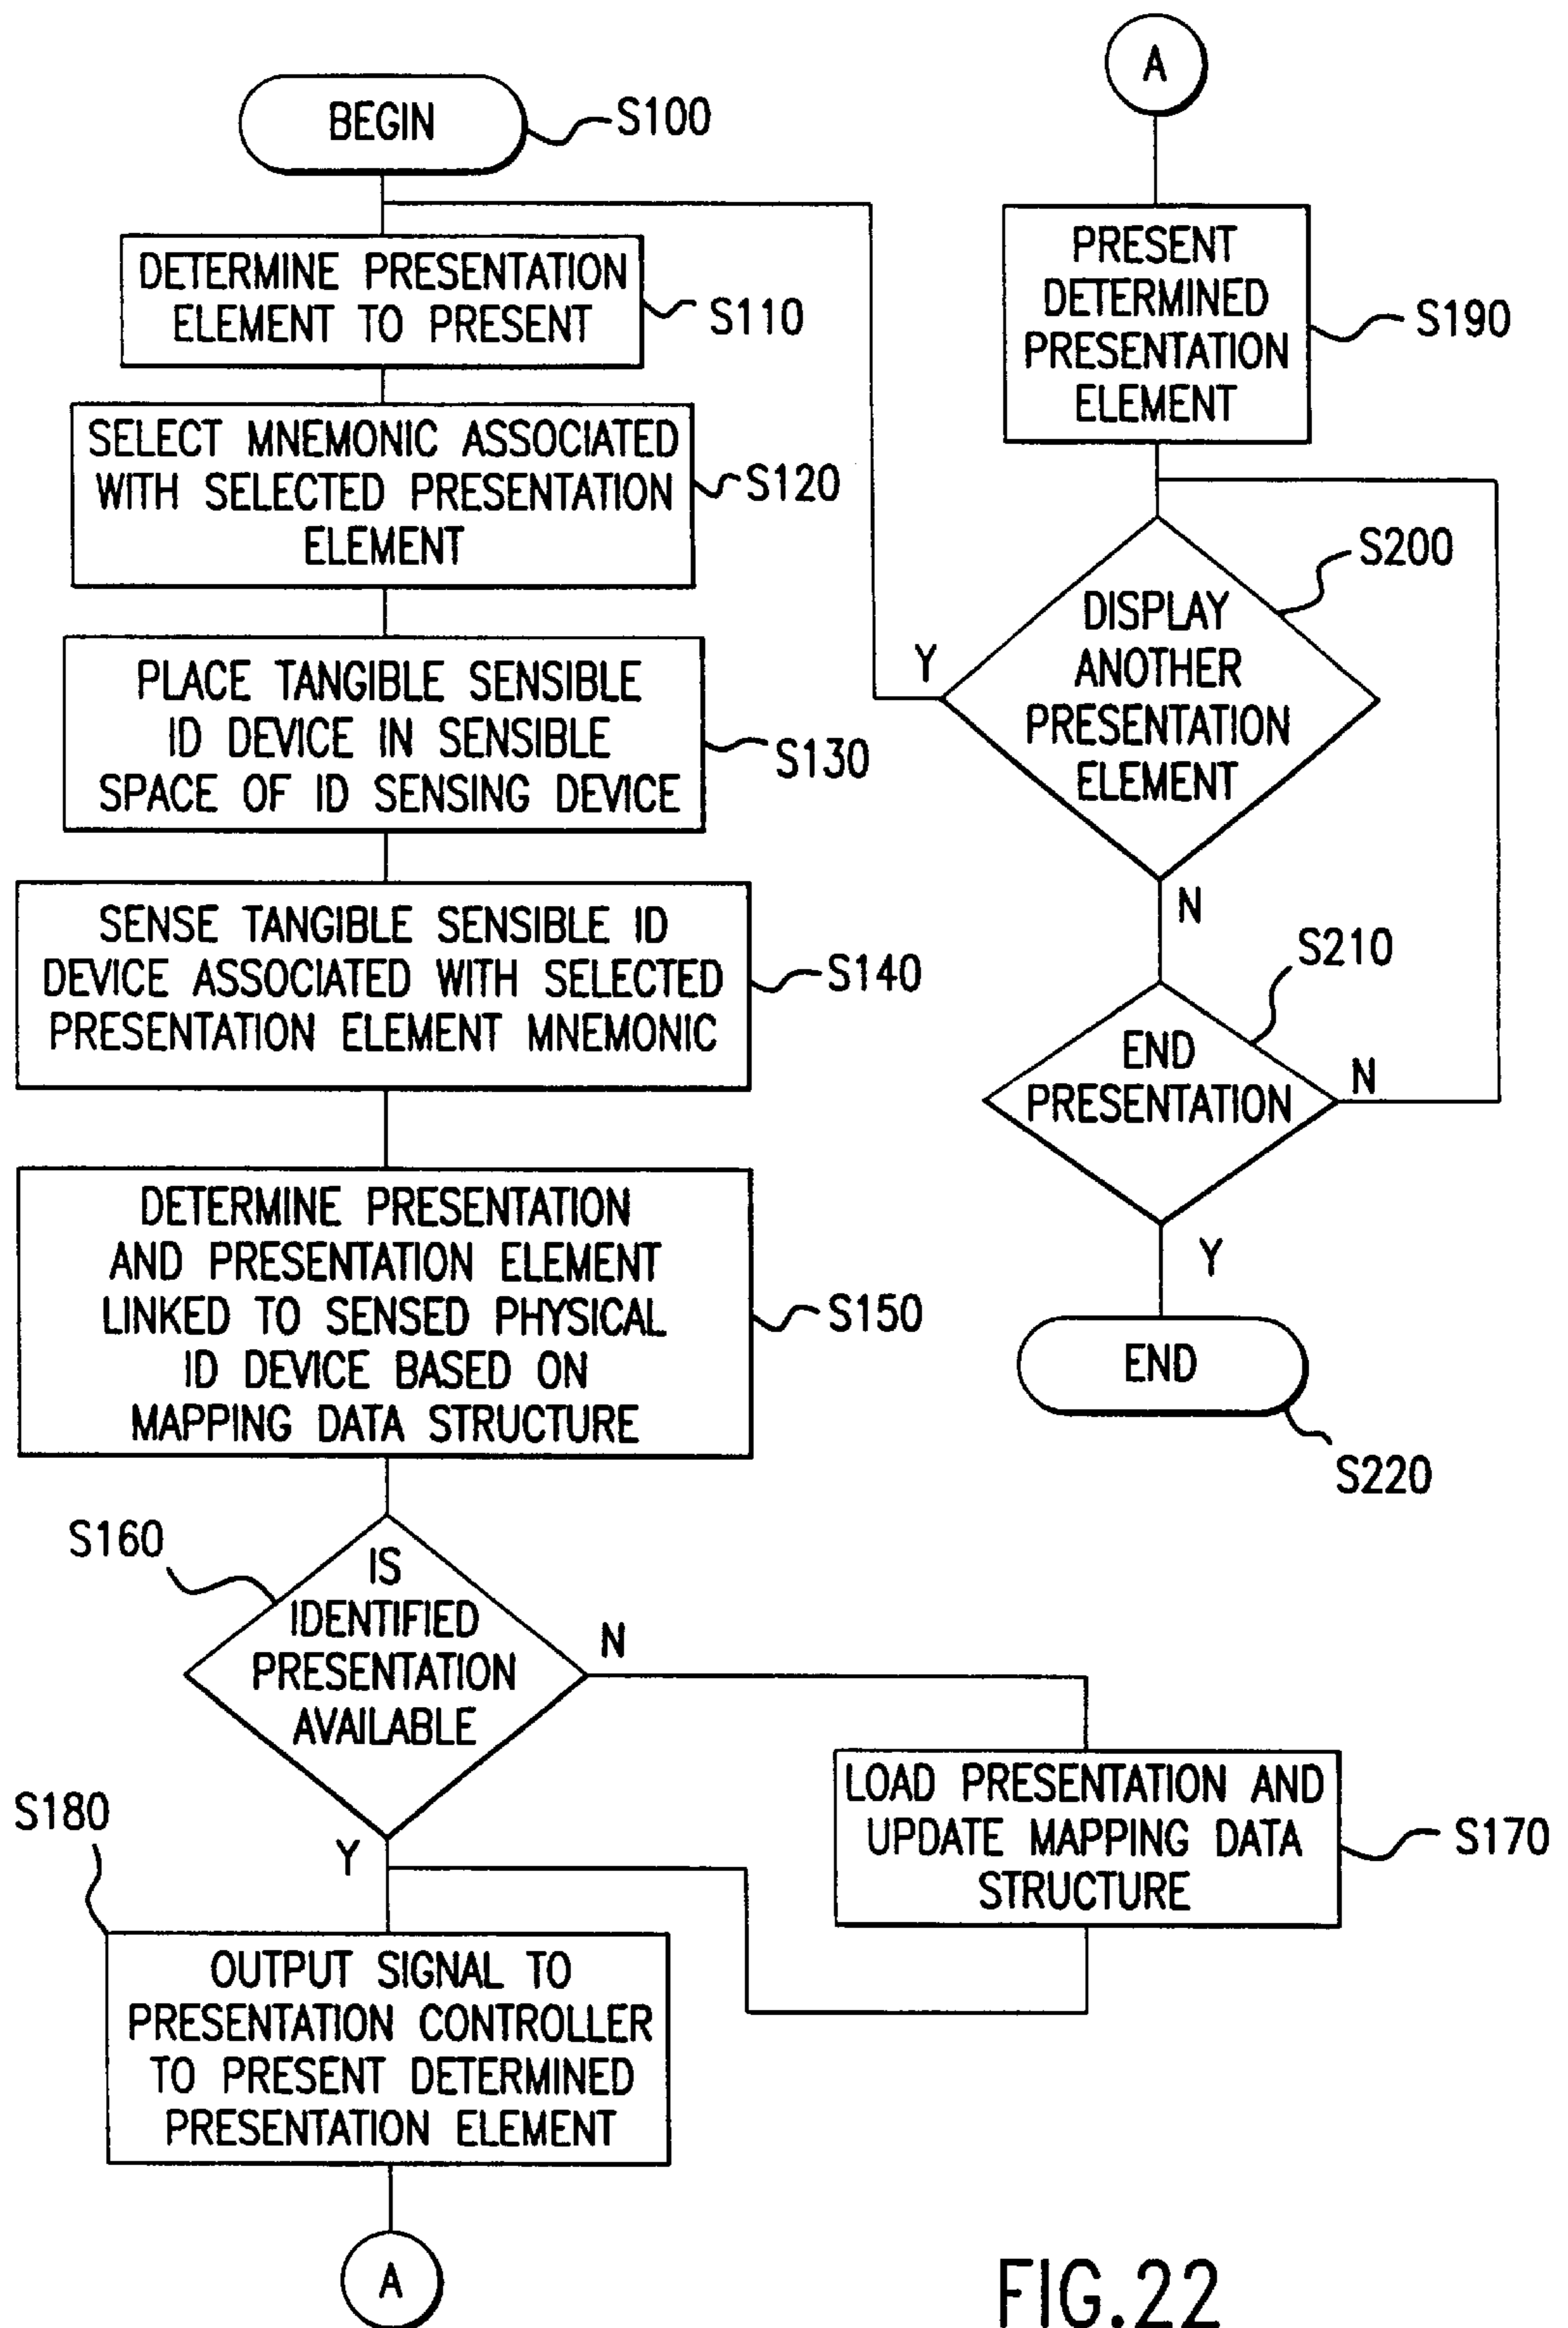 BEGIN
S100
DETERMINE PRESENTATION
ELEMENT TO PRESENT
S110
SELECT MNEMONIC ASSOCIATED
WITH SELECTED PRESENTATION
ELEMENT
S120
PLACE TANGIBLE SENSIBLE
ID DEVICE IN SENSIBLE
SPACE OF ID SENSING DEVICE
S130
SENSE TANGIBLE SENSIBLE ID
DEVICE ASSOCIATED WITH SELECTED
PRESENTATION ELEMENT MNEMONIC
S140
DETERMINE PRESENTATION
AND PRESENTATION ELEMENT
LINKED TO SENSED PHYSICAL
ID DEVICE BASED ON
MAPPING DATA STRUCTURE
S150
S160
IS
IDENTIFIED
PRESENTATION
AVAILABLE
N
Y
LOAD PRESENTATION AND
UPDATE MAPPING DATA
STRUCTURE
S170
S180
OUTPUT SIGNAL TO
PRESENTATION CONTROLLER
TO PRESENT DETERMINED
PRESENTATION ELEMENT
A
A
PRESENT
DETERMINED
PRESENTATION
ELEMENT
S190
S200
DISPLAY
ANOTHER
PRESENTATION
ELEMENT
Y
N
S210
END
PRESENTATION
N
Y
END
S220
FIG.22